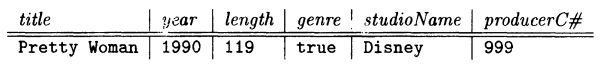 title year length genre studioName producerC#
Pretty Woman 1990 119 true Disney 999